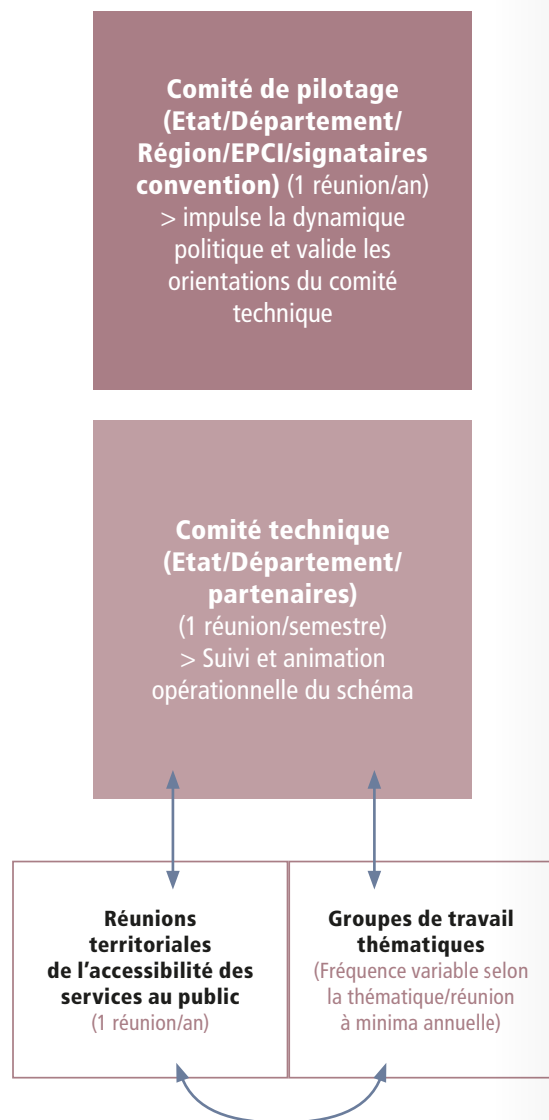 Comité de pilotage
(Etat/Département/
Région/EPCI/signataires
convention) (1 réunion/an)
> impulse la dynamique
politique et valide les
orientations du comité
technique
Comité technique
(Etat/Département/
partenaires)
(1 réunion/semestre)
> Suivi et animation
opérationnelle du schéma
Réunions
territoriales
de l’accessibilité des
services au public
(1 réunion/an)
Groupes de travail
thématiques
(Fréquence variable selon
la thématique/réunion
à minima annuelle)